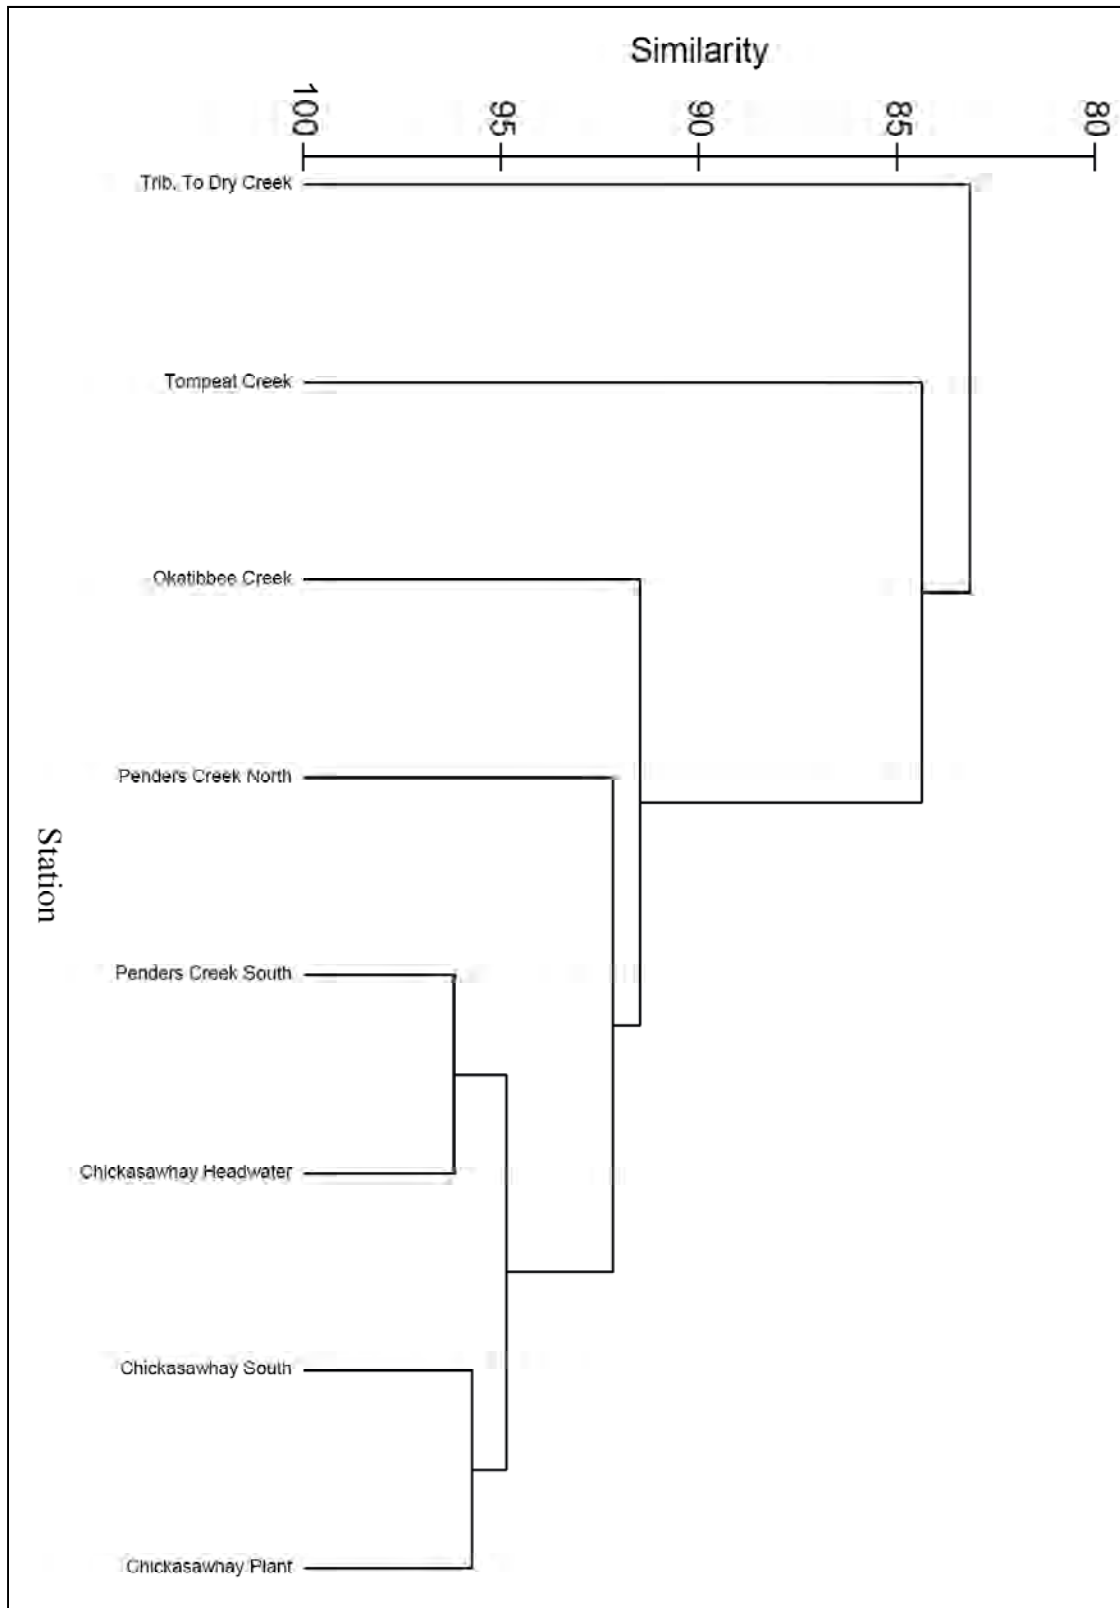 Similarity
100 95 90 85 80
Trib. To Dry Creek
Tompeat Creek
Okatibbee Creek
Penders Creek North
Station
Penders Creek South
Chickasawhay Headwater
Chickasawhay South
Chickasawhay Plant